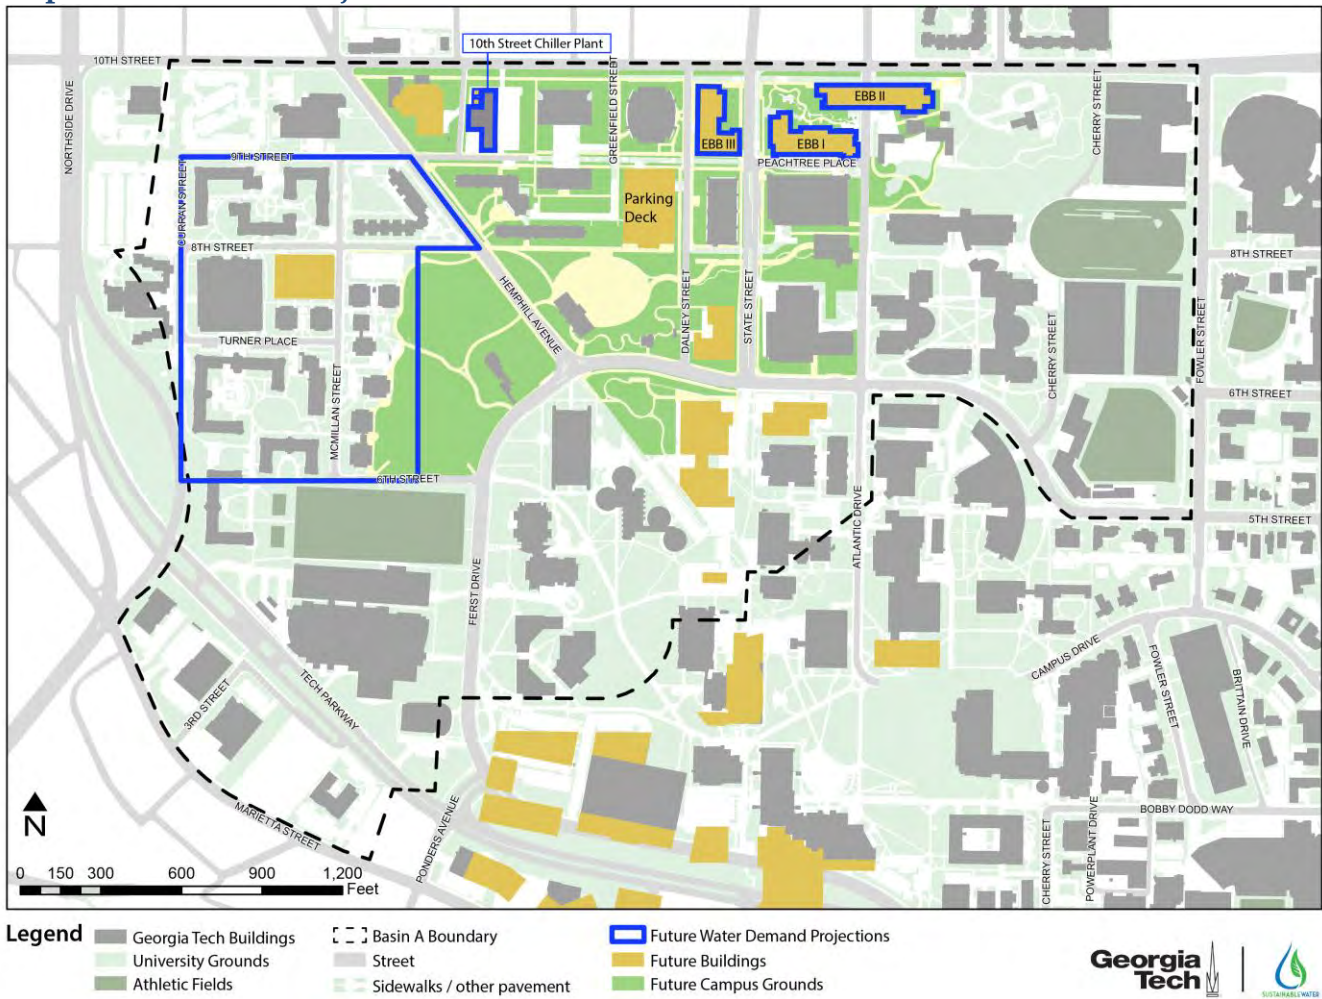 10th Street Chiller Plant
10TH STREET
NORTHSIDE DRIVE
GREENFIELD STREET
CHERRY STREET
EBB II
EBB III
EBB I
PEACHTREE PLACE
9TH STREET
CURRAN STREET
Parking
Deck
8TH STREET
8TH STREET
HEMPHILL AVENUE
DALNEY STREET
STATE STREET
TURNER PLACE
MCMILLAN STREET
CHERRY STREET
FOWLER STREET
6TH STREET
6TH STREET
5TH STREET
ATLANTIC DRIVE
FERST DRIVE
TECH PARKWAY
3RD STREET
CAMPUS DRIVE
FOWLER STREET
BRITTAIN DRIVE
MARIETTA STREET
PONDERS AVENUE
BOBBY DODD WAY
CHERRY STREET
POWERPLANT DRIVE
N
0 150 300 600 900 1,200
Feet
Legend
Georgia Tech Buildings
University Grounds
Athletic Fields
Basin A Boundary
Street
Sidewalks / other pavement
Future Water Demand Projections
Future Buildings
Future Campus Grounds
Georgia
Tech
SUSTAINABLEWATER